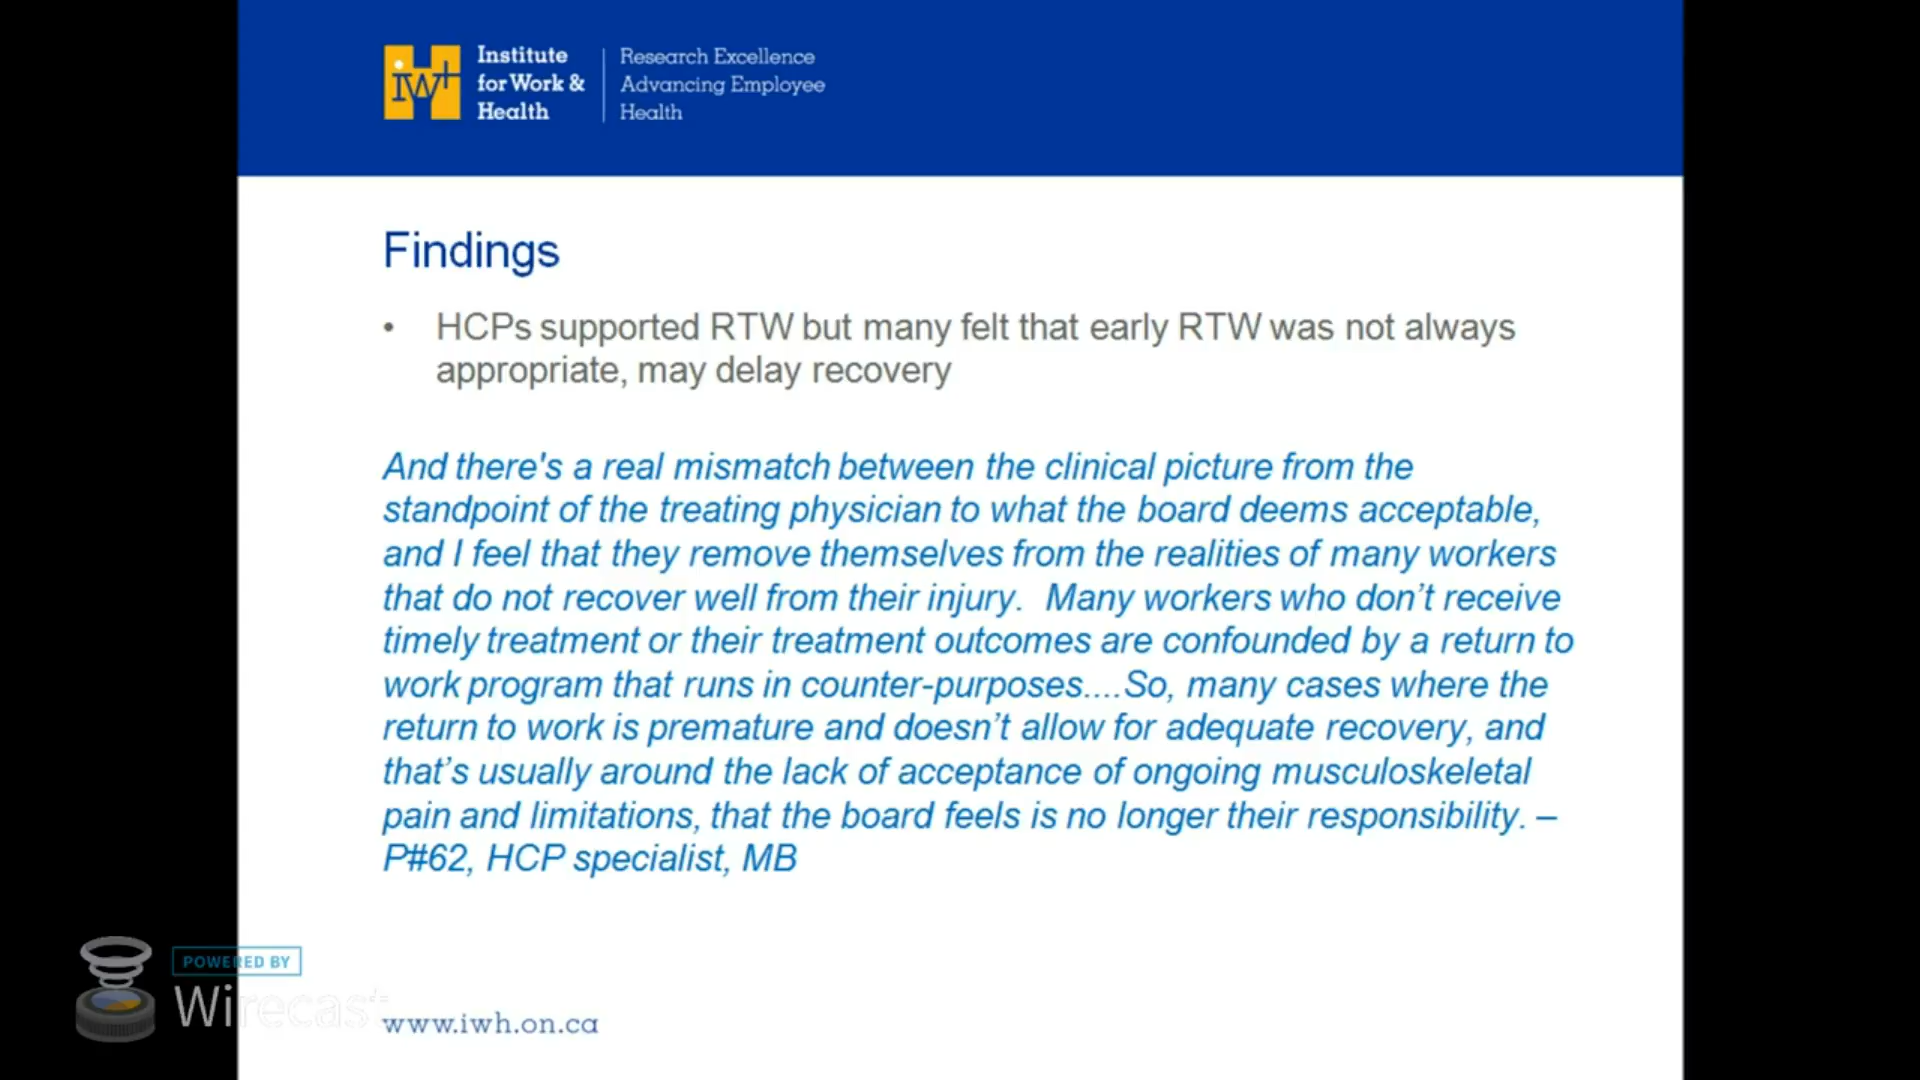 iw+
Institute
for Work &
Health
Research Excellence
Advancing Employee
Health
Findings
• HCPs supported RTW but many felt that early RTW was not always
appropriate, may delay recovery
And there's a real mismatch between the clinical picture from the
standpoint of the treating physician to what the board deems acceptable,
and I feel that they remove themselves from the realities of many workers
that do not recover well from their injury.  Many workers who don’t receive
timely treatment or their treatment outcomes are confounded by a return to
work program that runs in counter-purposes....So, many cases where the
return to work is premature and doesn’t allow for adequate recovery, and
that’s usually around the lack of acceptance of ongoing musculoskeletal
pain and limitations, that the board feels is no longer their responsibility. –
P#62, HCP specialist, MB
POWERED BY
Wirecast
www.iwh.on.ca